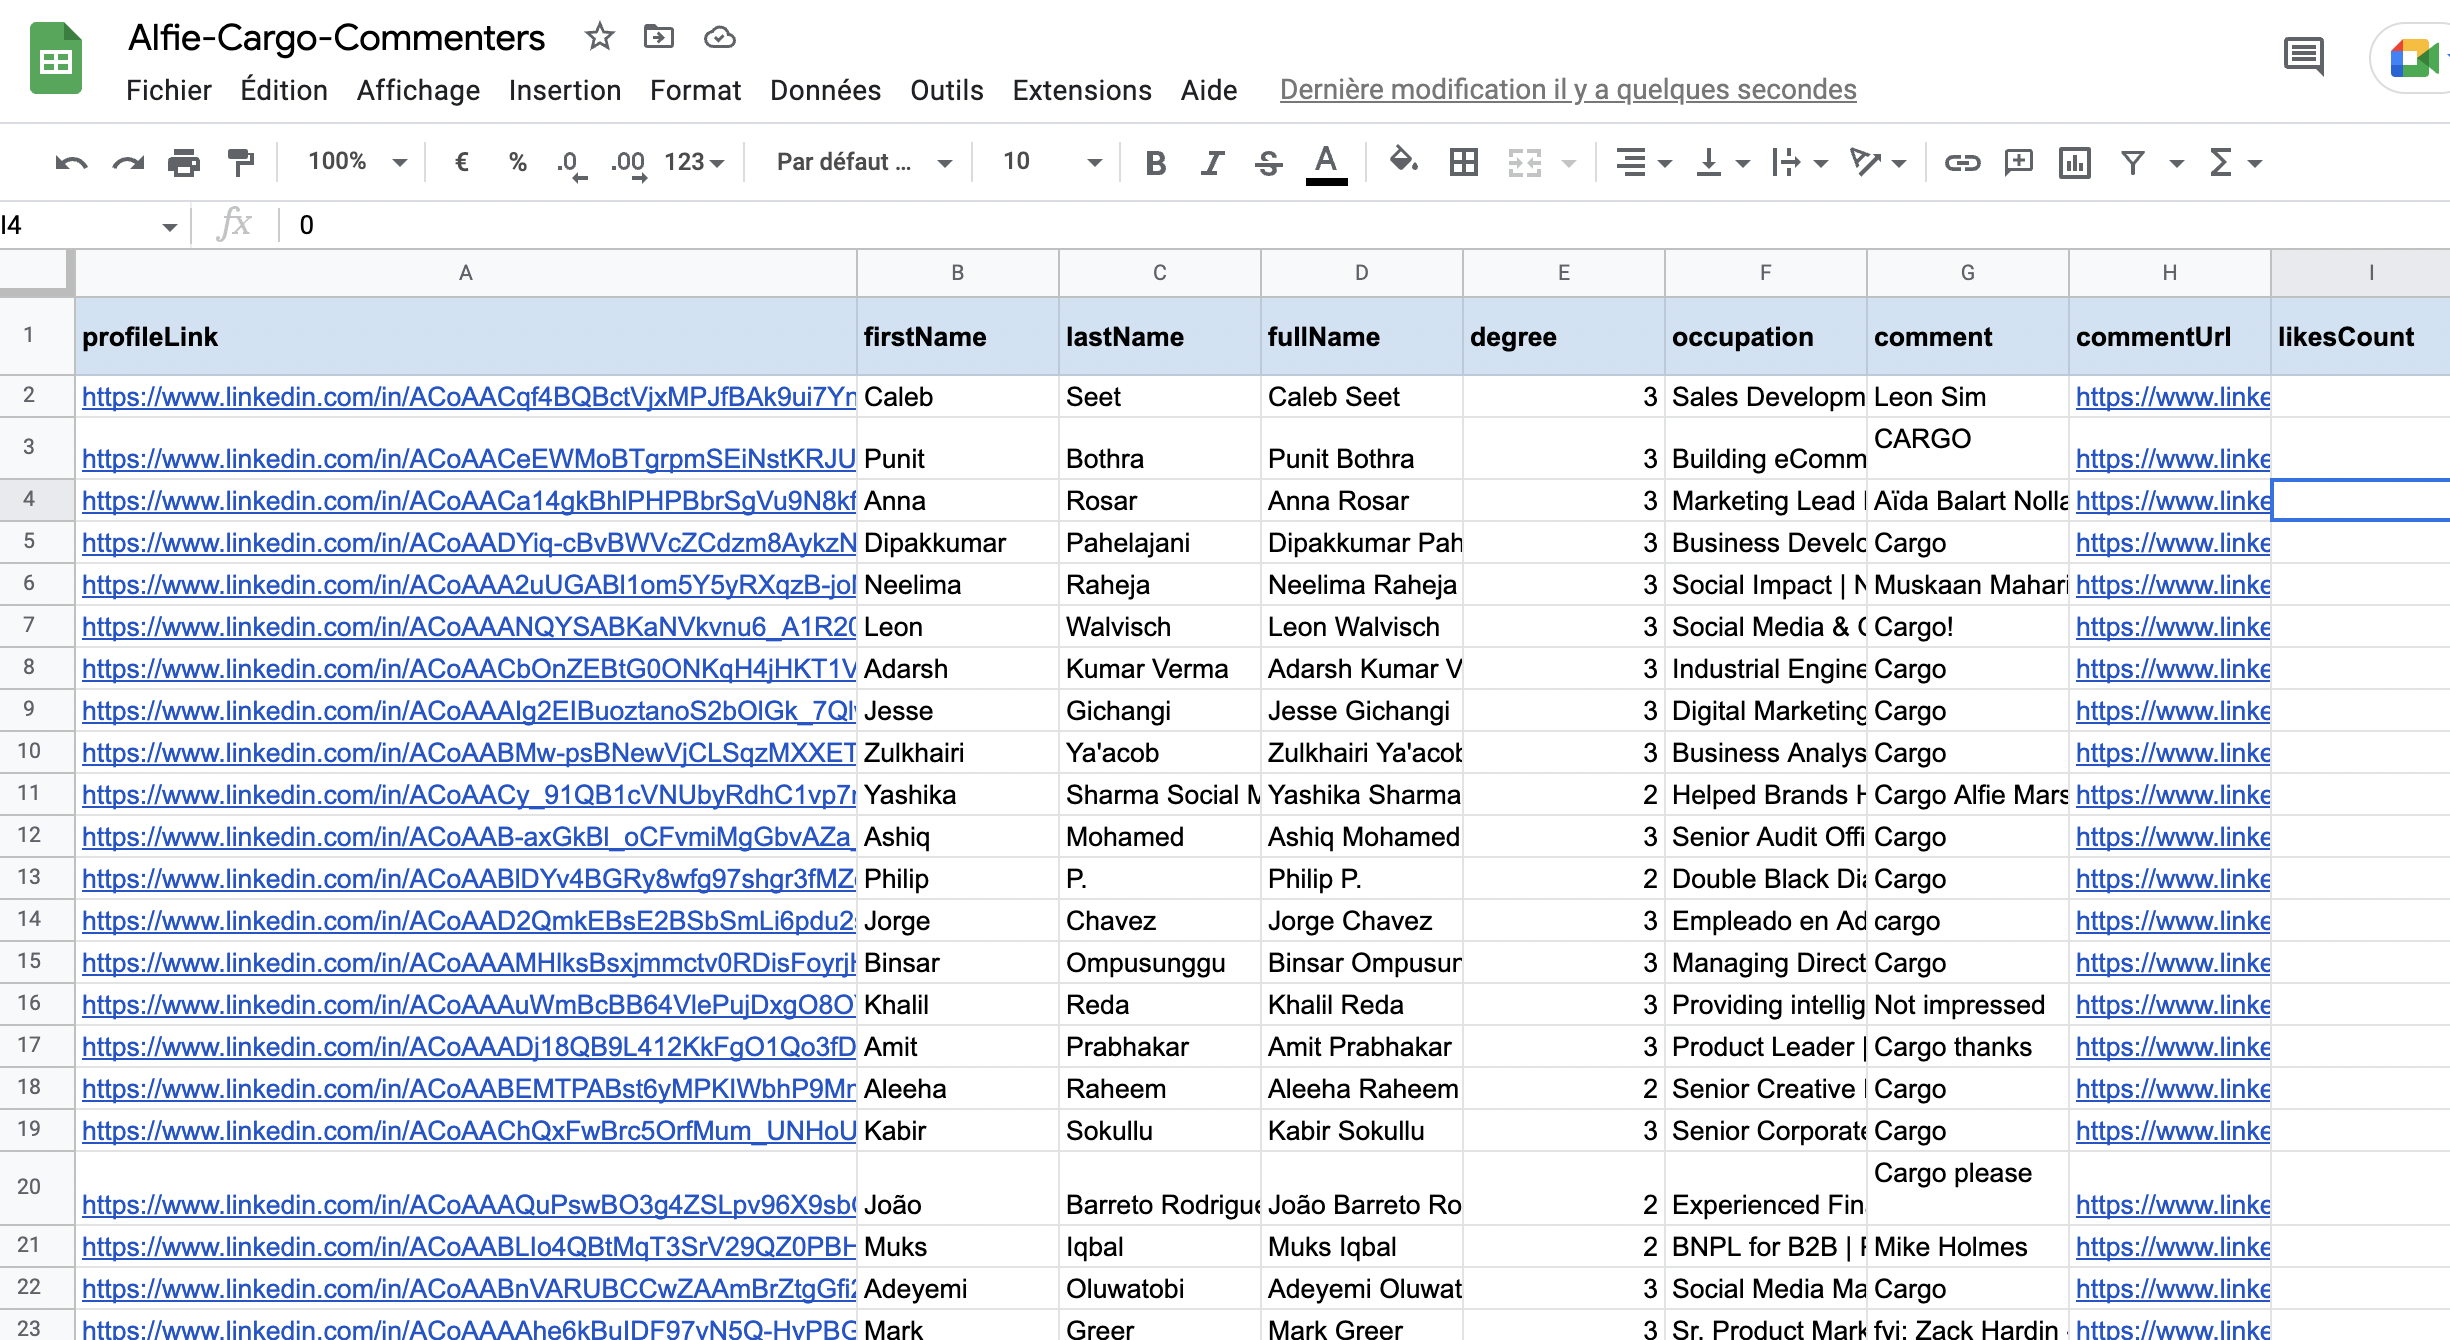 Alfie-Cargo-Commenters
Fichier Édition Affichage Insertion Format Données Outils Extensions Aide Dernière modification il y a quelques secondes
100% € % .0 .00 123 Par défaut ... 10 B I S A
I4 fx 0
A B C D E F G H I
1 profileLink firstName lastName fullName degree occupation comment commentUrl likesCount
2 https://www.linkedin.com/in/ACoAACqf4BQBctVjxMPJfBAk9ui7Yn Caleb Seet Caleb Seet 3 Sales Developm Leon Sim https://www.linke
3 https://www.linkedin.com/in/ACoAACeEWMoBTgrpmSEiNstKRJU Punit Bothra Punit Bothra 3 Building eComm CARGO https://www.linke
4 https://www.linkedin.com/in/ACoAACa14gkBhlPHPBbrSgVu9N8kf Anna Rosar Anna Rosar 3 Marketing Lead Aïda Balart Nolla https://www.linke
5 https://www.linkedin.com/in/ACoAADYiq-cBvBWVcZCdzm8AykzN Dipakkumar Pahelajani Dipakkumar Pah 3 Business Develo Cargo https://www.linke
6 https://www.linkedin.com/in/ACoAAA2uUGABl1om5Y5yRXqzB-jol Neelima Raheja Neelima Raheja 3 Social Impact | N Muskaan Mahari https://www.linke
7 https://www.linkedin.com/in/ACoAAANQYSABKaNVkvnu6_A1R20 Leon Walvisch Leon Walvisch 3 Social Media & C Cargo! https://www.linke
8 https://www.linkedin.com/in/ACoAACbOnZEBtG0ONKqH4jHKT1V Adarsh Kumar Verma Adarsh Kumar V 3 Industrial Engine Cargo https://www.linke
9 https://www.linkedin.com/in/ACoAAAIg2EIBuoztanoS2bOlGk_7Ql Jesse Gichangi Jesse Gichangi 3 Digital Marketing Cargo https://www.linke
10 https://www.linkedin.com/in/ACoAABMw-psBNewVjCLSqzMXXET Zulkhairi Ya'acob Zulkhairi Ya'acob 3 Business Analys Cargo https://www.linke
11 https://www.linkedin.com/in/ACoAACy_91QB1cVNUbyRdhC1vp7r Yashika Sharma Social M Yashika Sharma 2 Helped Brands H Cargo Alfie Mars https://www.linke
12 https://www.linkedin.com/in/ACoAAB-axGkBl_oCFvmiMgGbvAZa_ Ashiq Mohamed Ashiq Mohamed 3 Senior Audit Offi Cargo https://www.linke
13 https://www.linkedin.com/in/ACoAABlDYv4BGRy8wfg97shgr3fMZ Philip P. Philip P. 2 Double Black Dia Cargo https://www.linke
14 https://www.linkedin.com/in/ACoAAD2QmkEBsE2BSbSmLi6pdu2 Jorge Chavez Jorge Chavez 3 Empleado en Ad cargo https://www.linke
15 https://www.linkedin.com/in/ACoAAAMHlksBsxjmmctv0RDisFoyrj Binsar Ompusunggu Binsar Ompusun 3 Managing Direct Cargo https://www.linke
16 https://www.linkedin.com/in/ACoAAAuWmBcBB64VlePujDxgO8O Khalil Reda Khalil Reda 3 Providing intellig Not impressed https://www.linke
17 https://www.linkedin.com/in/ACoAAADj18QB9L412KkFgO1Qo3fD Amit Prabhakar Amit Prabhakar 3 Product Leader | Cargo thanks https://www.linke
18 https://www.linkedin.com/in/ACoAABEMTPABst6yMPKIWbhP9Mr Aleeha Raheem Aleeha Raheem 2 Senior Creative Cargo https://www.linke
19 https://www.linkedin.com/in/ACoAAChQxFwBrc5OrfMum_UNHoU Kabir Sokullu Kabir Sokullu 3 Senior Corporate Cargo https://www.linke
20 https://www.linkedin.com/in/ACoAAAQuPswBO3g4ZSLpv96X9sb João Barreto Rodrigue João Barreto Ro 2 Experienced Fin Cargo please https://www.linke
21 https://www.linkedin.com/in/ACoAABLlo4QBtMqT3SrV29QZ0PBH Muks Iqbal Muks Iqbal 2 BNPL for B2B | Mike Holmes https://www.linke
22 https://www.linkedin.com/in/ACoAABnVARUBCCwZAAmBrZtgGfi Adeyemi Oluwatobi Adeyemi Oluwat 3 Social Media Ma Cargo https://www.linke
23 https://www.linkedin.com/in/ACoAAAAhe6kBuIDF97vN5Q-HvPBG Mark Greer Mark Greer 3 Sr. Product Mark fyi: Zack Hardin https://www.linke